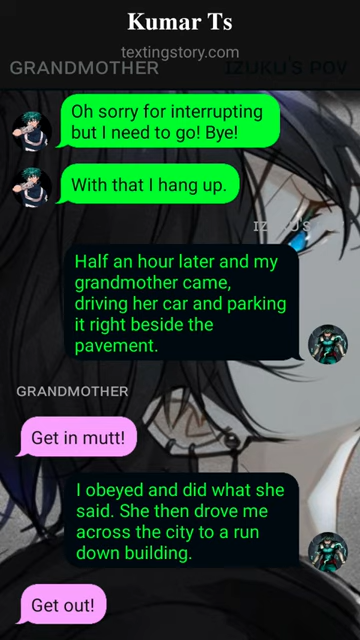 Kumar Ts
textingstory.com
GRANDMOTHER
IZUKU'S POV
Oh sorry for interrupting
but I need to go! Bye!
With that I hang up.
Half an hour later and my
grandmother came,
driving her car and parking
it right beside the
pavement.
GRANDMOTHER
Get in mutt!
I obeyed and did what she
said. She then drove me
across the city to a run
down building.
Get out!